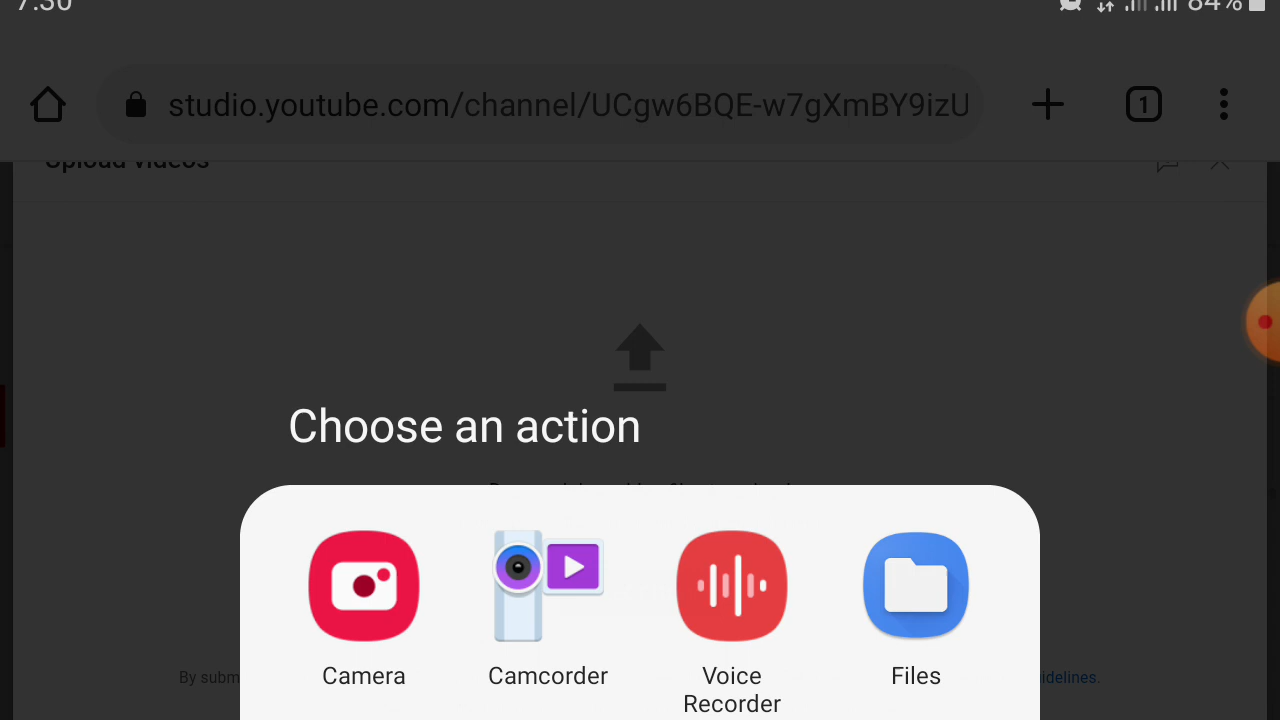 7:30
84%
studio.youtube.com/channel/UCgw6BQE-w7gXmBY9izU
1
Upload videos
Choose an action
Camera
Camcorder
Voice
Recorder
Files
By subm
idelines.